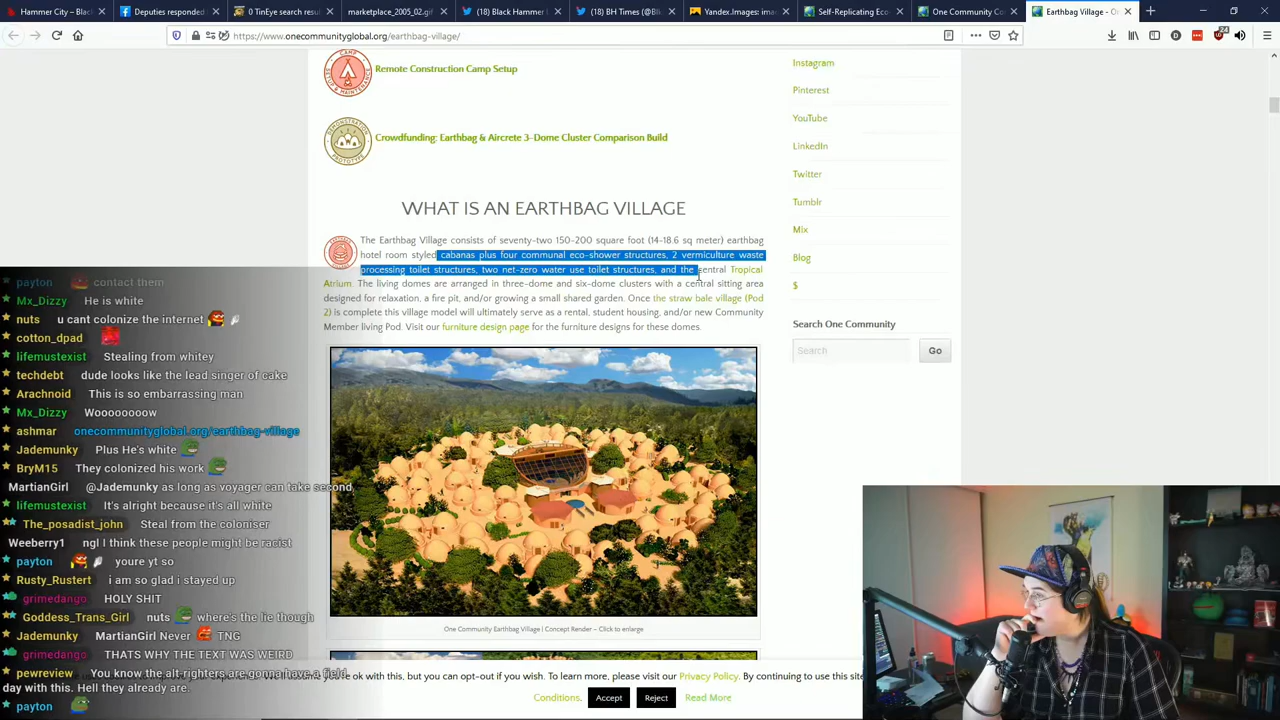 Hammer City – Black
Deputies responded
0 TinEye search resul
marketplace_2005_02.gif
(18) Black Hammer
(18) BH Times (@Bl
Yandex.Images: ima
Self-Replicating Eco-
One Community Co
Earthbag Village - O
https://www.onecommunityglobal.org/earthbag-village/
Remote Construction Camp Setup
Crowdfunding: Earthbag & Aircrete 3-Dome Cluster Comparison Build
WHAT IS AN EARTHBAG VILLAGE
The Earthbag Village consists of seventy-two 150-200 square foot (14-18.6 sq meter) earthbag
hotel room styled cabanas plus four communal eco-shower structures, 2 vermiculture waste
processing toilet structures, two net-zero water use toilet structures, and the central Tropical
Atrium. The living domes are arranged in three-dome and six-dome clusters with a central sitting area
designed for relaxation, a fire pit, and/or growing a small shared garden. Once the straw bale village (Pod
2) is complete this village model will ultimately serve as a rental, student housing, and/or new Community
Member living Pod. Visit our furniture design page for the furniture designs for these domes.
One Community Earthbag Village | Concept Render – Click to enlarge
Instagram
Pinterest
YouTube
LinkedIn
Twitter
Tumblr
Mix
Blog
$
Search One Community
Search
Go
payton contact them
Mx_Dizzy He is white
nuts u cant colonize the internet
cotton_dpad
lifemustexist Stealing from whitey
techdebt dude looks like the lead singer of cake
Arachnoid This is so embarrassing man
Mx_Dizzy Woooooooow
ashmar onecommunityglobal.org/earthbag-village
Jademunky Plus He's white
BryM15 They colonized his work
MartianGirl @Jademunky as long as voyager can take second,
lifemustexist It's alright because it's all white
The_posadist_john Steal from the coloniser
Weeberry1 ngl I think these people might be racist
payton youre yt so
Rusty_Rustert i am so glad i stayed up
grimedango HOLY SHIT
Goddess_Trans_Girl nuts where's the lie though
Jademunky MartianGirl Never TNG
grimedango THATS WHY THE TEXT WAS WEIRD
pewreview You know the alt-righters are gonna have a field
day with this. Hell they already are.
payton
you're ok with this, but you can opt-out if you wish. To learn more, please visit our Privacy Policy. By continuing to use this site
Conditions. Accept Reject Read More